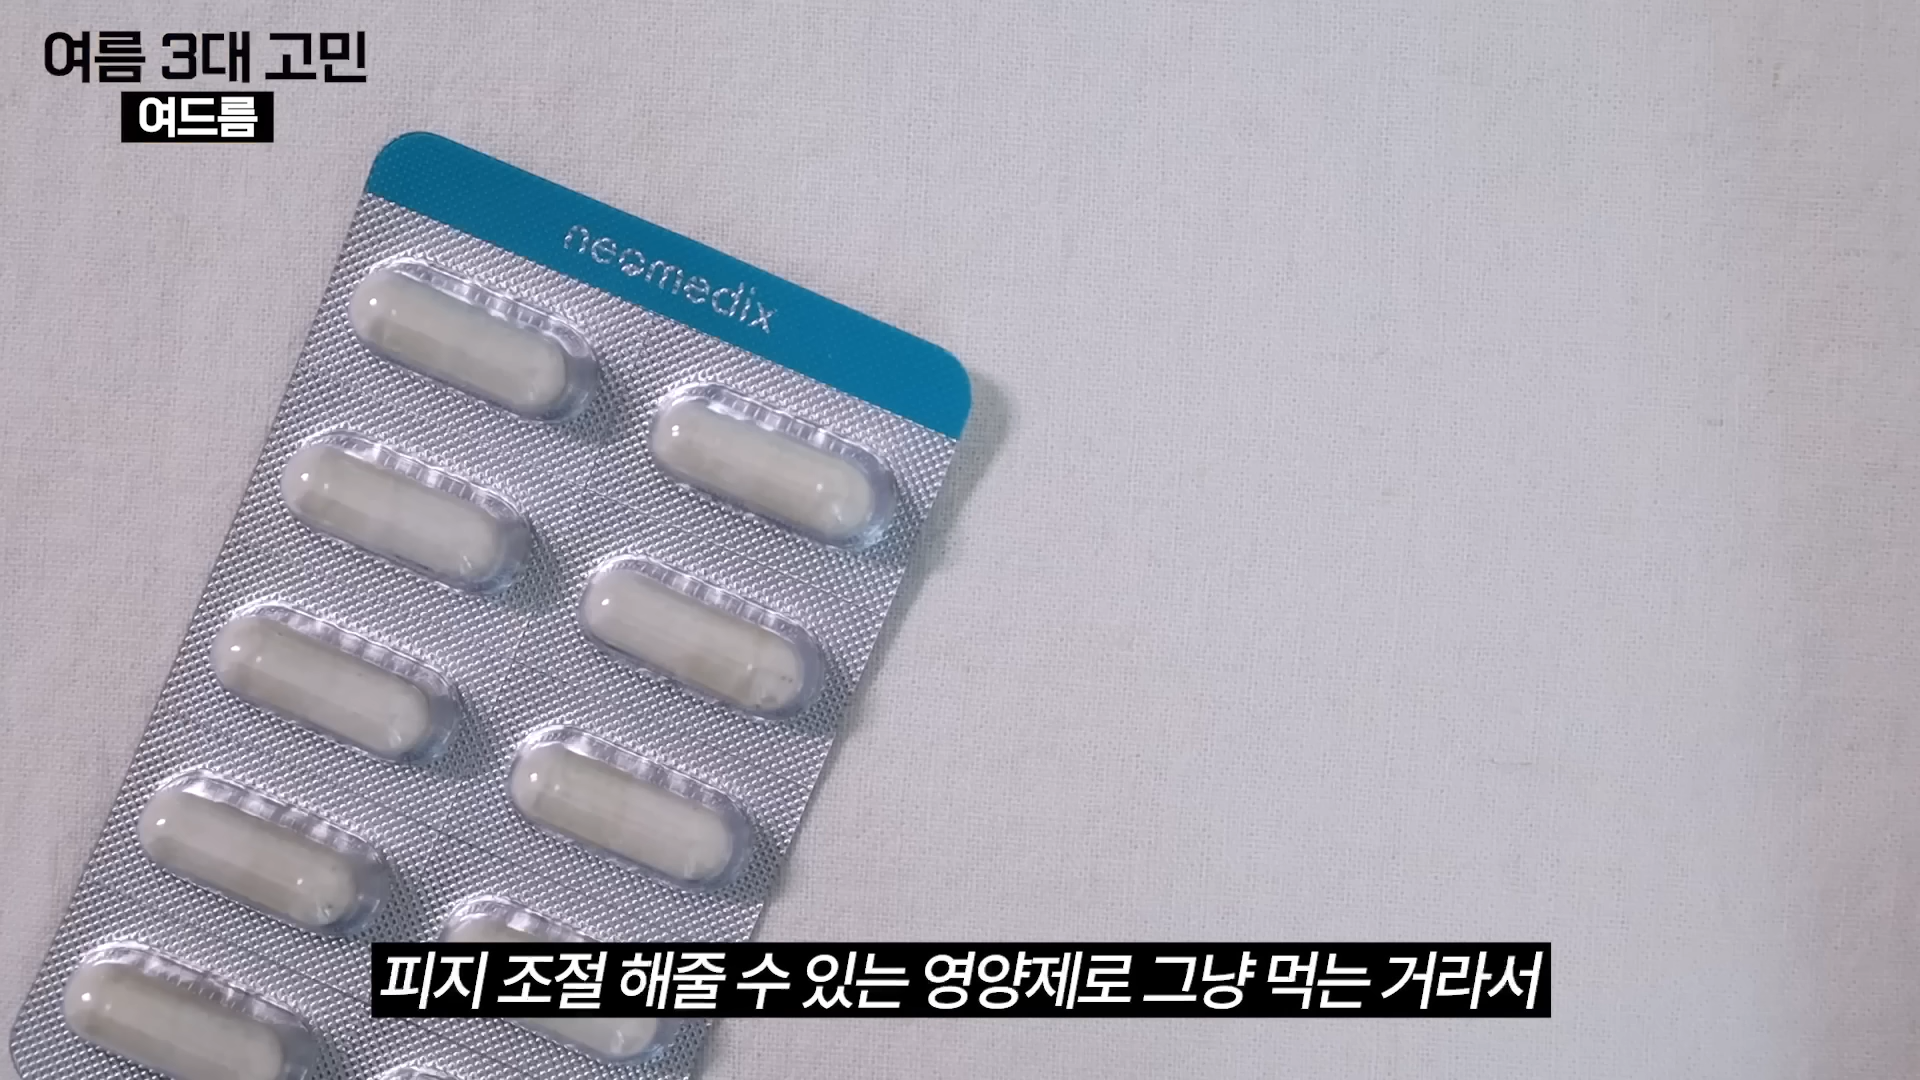 여름 3대 고민
여드름
neomedix
피지 조절 해줄 수 있는 영양제로 그냥 먹는 거라서